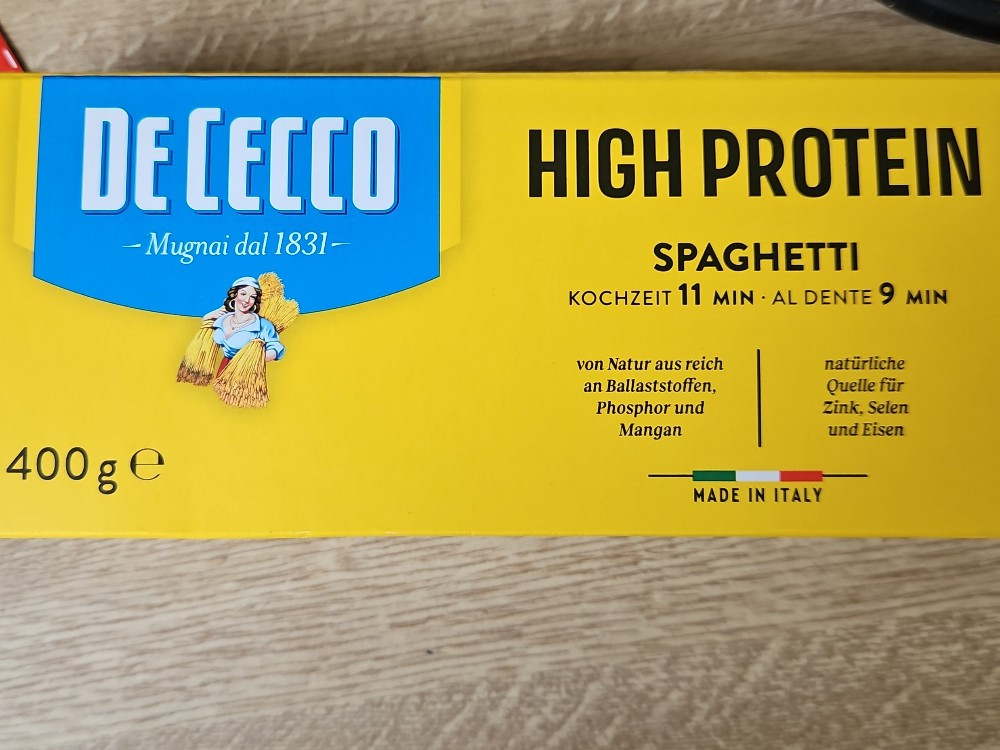 DE CECCO
Mugnai dal 1831
400 g ℮
HIGH PROTEIN
SPAGHETTI
KOCHZEIT 11 MIN · AL DENTE 9 MIN
von Natur aus reich
an Ballaststoffen,
Phosphor und
Mangan
natürliche
Quelle für
Zink, Selen
und Eisen
MADE IN ITALY